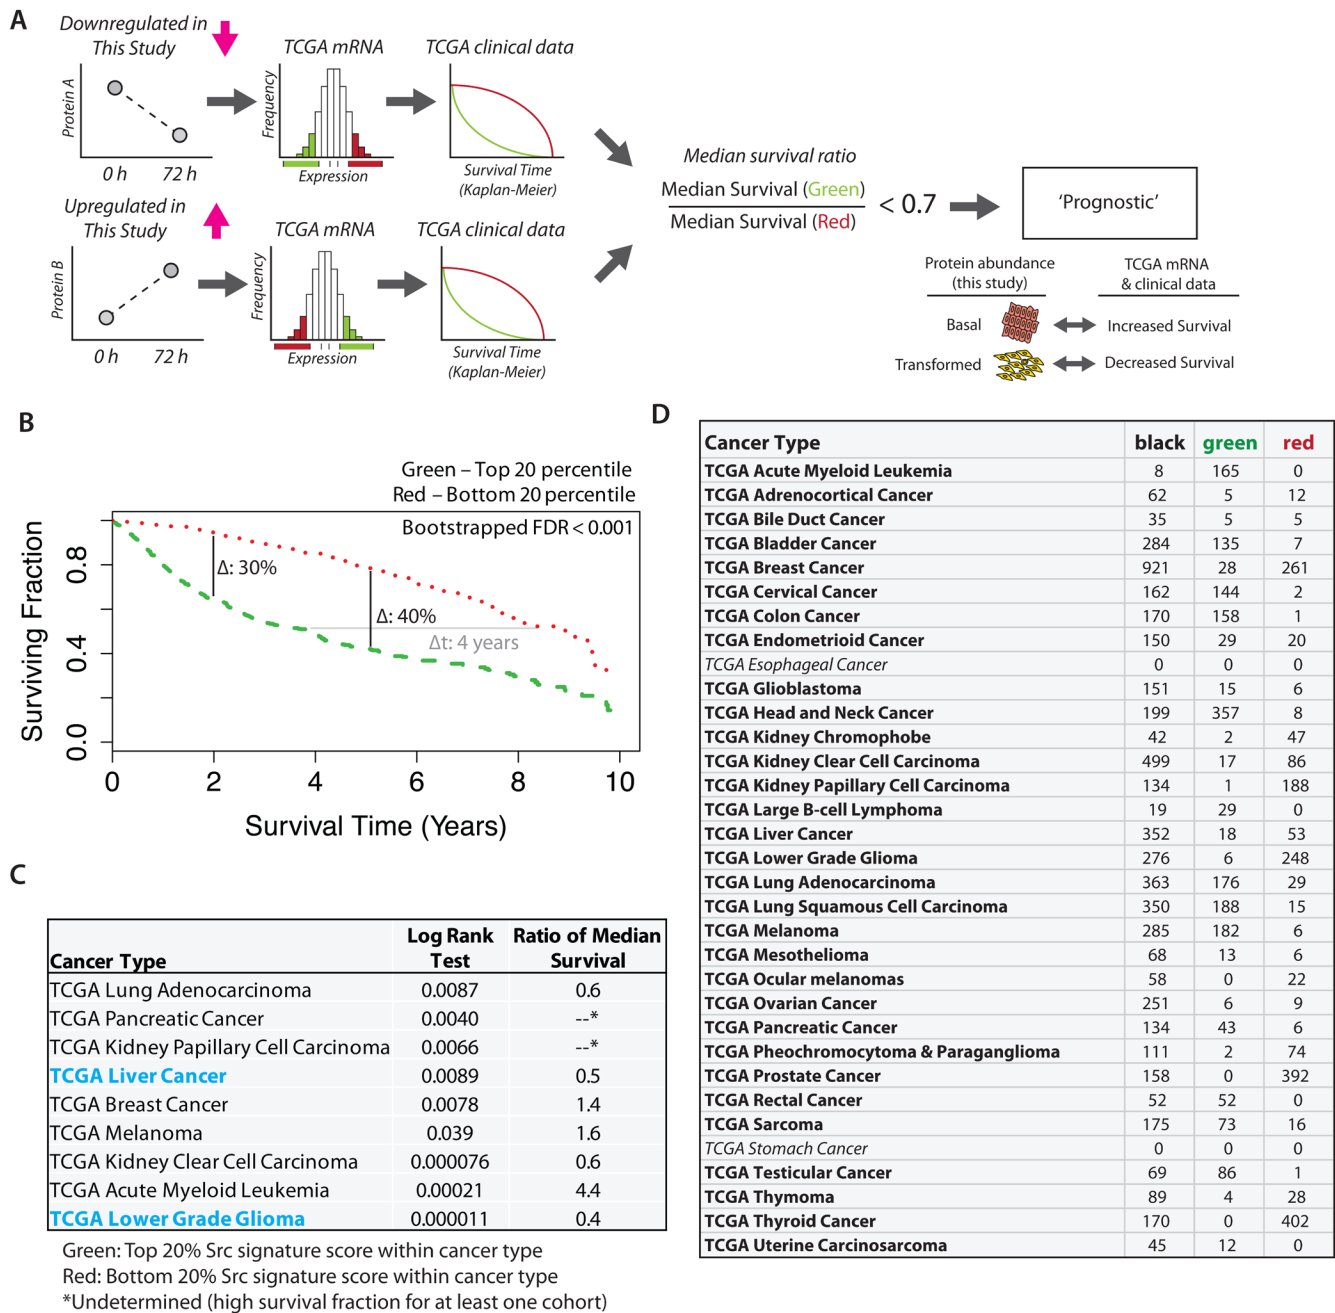 A
Downregulated in
This Study
TCGA mRNA
TCGA clinical data
Protein A
0 h 72 h
Frequency
Expression
Survival Time
(Kaplan-Meier)
Upregulated in
This Study
TCGA mRNA
TCGA clinical data
Protein B
0 h 72 h
Frequency
Expression
Survival Time
(Kaplan-Meier)
Median survival ratio
Median Survival (Green)
Median Survival (Red)
< 0.7
‘Prognostic’
Protein abundance
(this study)
TCGA mRNA
& clinical data
Basal Increased Survival
Transformed Decreased Survival
B
Green – Top 20 percentile
Red – Bottom 20 percentile
Bootstrapped FDR < 0.001
Δ: 30%
Δ: 40%
Δt: 4 years
Surviving Fraction
0.8
0.4
0.0
0 2 4 6 8 10
Survival Time (Years)
C
Cancer Type Log Rank Test Ratio of Median Survival
TCGA Lung Adenocarcinoma 0.0087 0.6
TCGA Pancreatic Cancer 0.0040 --*
TCGA Kidney Papillary Cell Carcinoma 0.0066 --*
TCGA Liver Cancer 0.0089 0.5
TCGA Breast Cancer 0.0078 1.4
TCGA Melanoma 0.039 1.6
TCGA Kidney Clear Cell Carcinoma 0.000076 0.6
TCGA Acute Myeloid Leukemia 0.00021 4.4
TCGA Lower Grade Glioma 0.000011 0.4
Green: Top 20% Src signature score within cancer type
Red: Bottom 20% Src signature score within cancer type
*Undetermined (high survival fraction for at least one cohort)
D
Cancer Type black green red
TCGA Acute Myeloid Leukemia 8 165 0
TCGA Adrenocortical Cancer 62 5 12
TCGA Bile Duct Cancer 35 5 5
TCGA Bladder Cancer 284 135 7
TCGA Breast Cancer 921 28 261
TCGA Cervical Cancer 162 144 2
TCGA Colon Cancer 170 158 1
TCGA Endometrioid Cancer 150 29 20
TCGA Esophageal Cancer 0 0 0
TCGA Glioblastoma 151 15 6
TCGA Head and Neck Cancer 199 357 8
TCGA Kidney Chromophobe 42 2 47
TCGA Kidney Clear Cell Carcinoma 499 17 86
TCGA Kidney Papillary Cell Carcinoma 134 1 188
TCGA Large B-cell Lymphoma 19 29 0
TCGA Liver Cancer 352 18 53
TCGA Lower Grade Glioma 276 6 248
TCGA Lung Adenocarcinoma 363 176 29
TCGA Lung Squamous Cell Carcinoma 350 188 15
TCGA Melanoma 285 182 6
TCGA Mesothelioma 68 13 6
TCGA Ocular melanomas 58 0 22
TCGA Ovarian Cancer 251 6 9
TCGA Pancreatic Cancer 134 43 6
TCGA Pheochromocytoma & Paraganglioma 111 2 74
TCGA Prostate Cancer 158 0 392
TCGA Rectal Cancer 52 52 0
TCGA Sarcoma 175 73 16
TCGA Stomach Cancer 0 0 0
TCGA Testicular Cancer 69 86 1
TCGA Thymoma 89 4 28
TCGA Thyroid Cancer 170 0 402
TCGA Uterine Carcinosarcoma 45 12 0